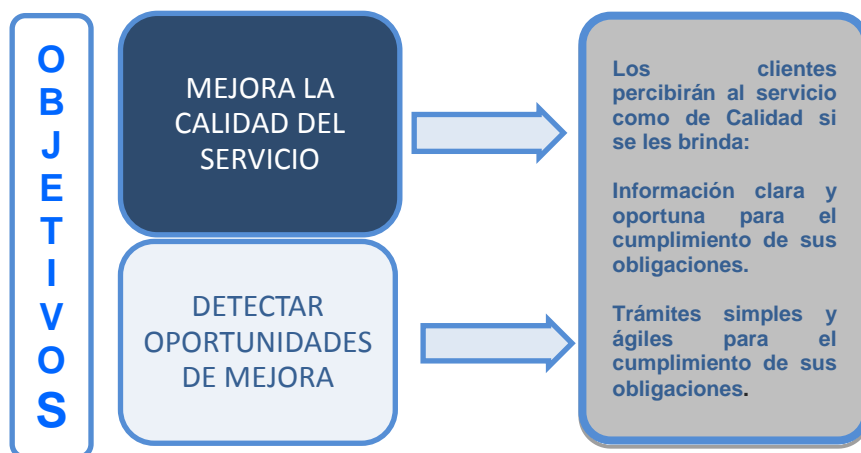 OBJETIVOS
MEJORA LA
CALIDAD DEL
SERVICIO
DETECTAR
OPORTUNIDADES
DE MEJORA
Los clientes
percibirán al servicio
como de Calidad si
se les brinda:
Información clara y
oportuna para el
cumplimiento de sus
obligaciones.
Trámites simples y
ágiles para el
cumplimiento de sus
obligaciones.